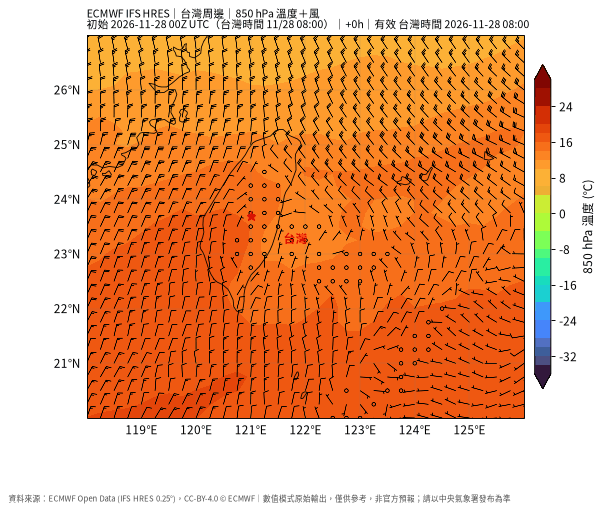 ECMWF IFS HRES｜台灣周邊｜850 hPa 溫度＋風
初始 2026-11-28 00Z UTC（台灣時間 11/28 08:00）｜+0h｜有效 台灣時間 2026-11-28 08:00
26°N
25°N
24°N
23°N
22°N
21°N
119°E 120°E 121°E 122°E 123°E 124°E 125°E
台灣
24
16
8
0
-8
-16
-24
-32
850 hPa 溫度 (°C)
資料來源：ECMWF Open Data (IFS HRES 0.25°)，CC-BY-4.0 © ECMWF｜數值模式原始輸出，僅供參考，非官方預報；請以中央氣象署發布為準